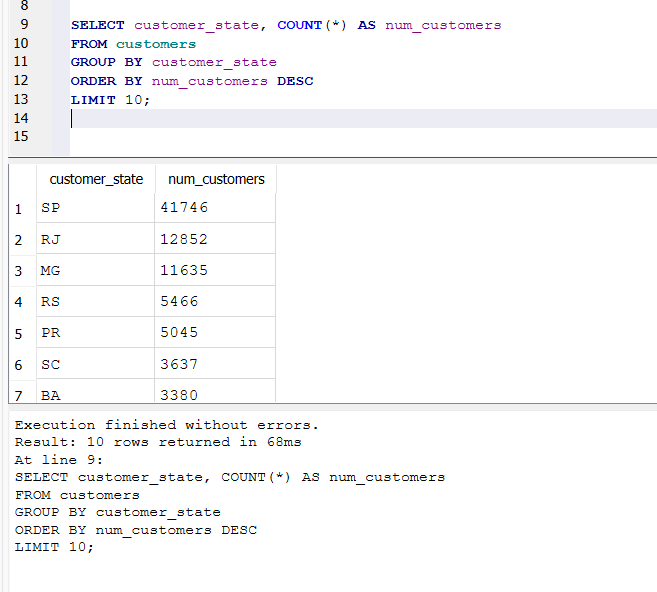 8
9 SELECT customer_state, COUNT(*) AS num_customers
10 FROM customers
11 GROUP BY customer_state
12 ORDER BY num_customers DESC
13 LIMIT 10;
14
15
customer_state num_customers
1 SP 41746
2 RJ 12852
3 MG 11635
4 RS 5466
5 PR 5045
6 SC 3637
7 BA 3380
Execution finished without errors.
Result: 10 rows returned in 68ms
At line 9:
SELECT customer_state, COUNT(*) AS num_customers
FROM customers
GROUP BY customer_state
ORDER BY num_customers DESC
LIMIT 10;